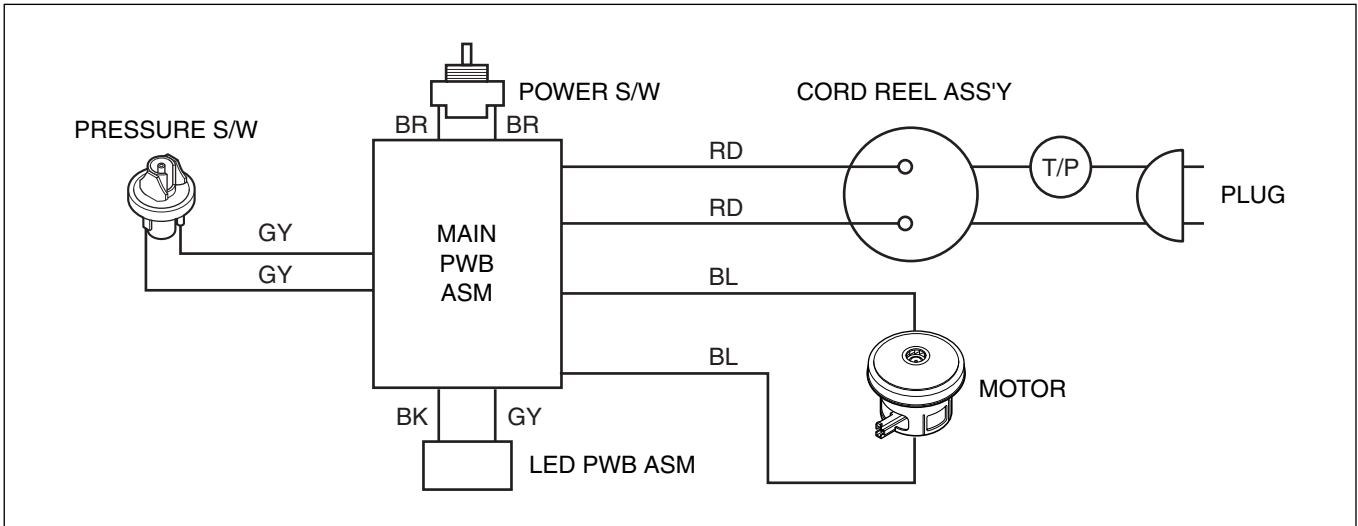 POWER S/W
CORD REEL ASS'Y
PRESSURE S/W
BR
BR
RD
T/P
PLUG
RD
GY
MAIN
PWB
ASM
GY
BL
BL
MOTOR
BK
GY
LED PWB ASM